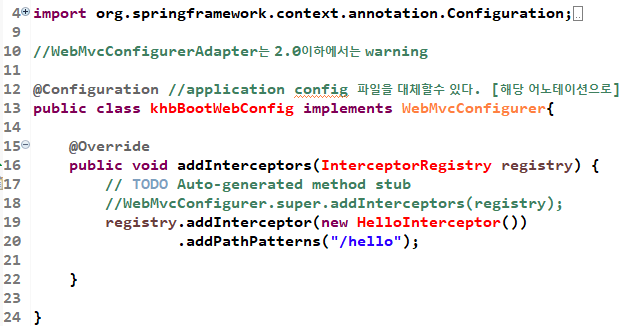 4 import org.springframework.context.annotation.Configuration;
9
10 //WebMvcConfigurerAdapter는 2.0이하에서는 warning
11
12 @Configuration //application config 파일을 대체할수 있다. [해당 어노테이션으로]
13 public class khbBootWebConfig implements WebMvcConfigurer{
14
15 @Override
16 public void addInterceptors(InterceptorRegistry registry) {
17 // TODO Auto-generated method stub
18 //WebMvcConfigurer.super.addInterceptors(registry);
19 registry.addInterceptor(new HelloInterceptor())
20 .addPathPatterns("/hello");
21
22 }
23
24 }